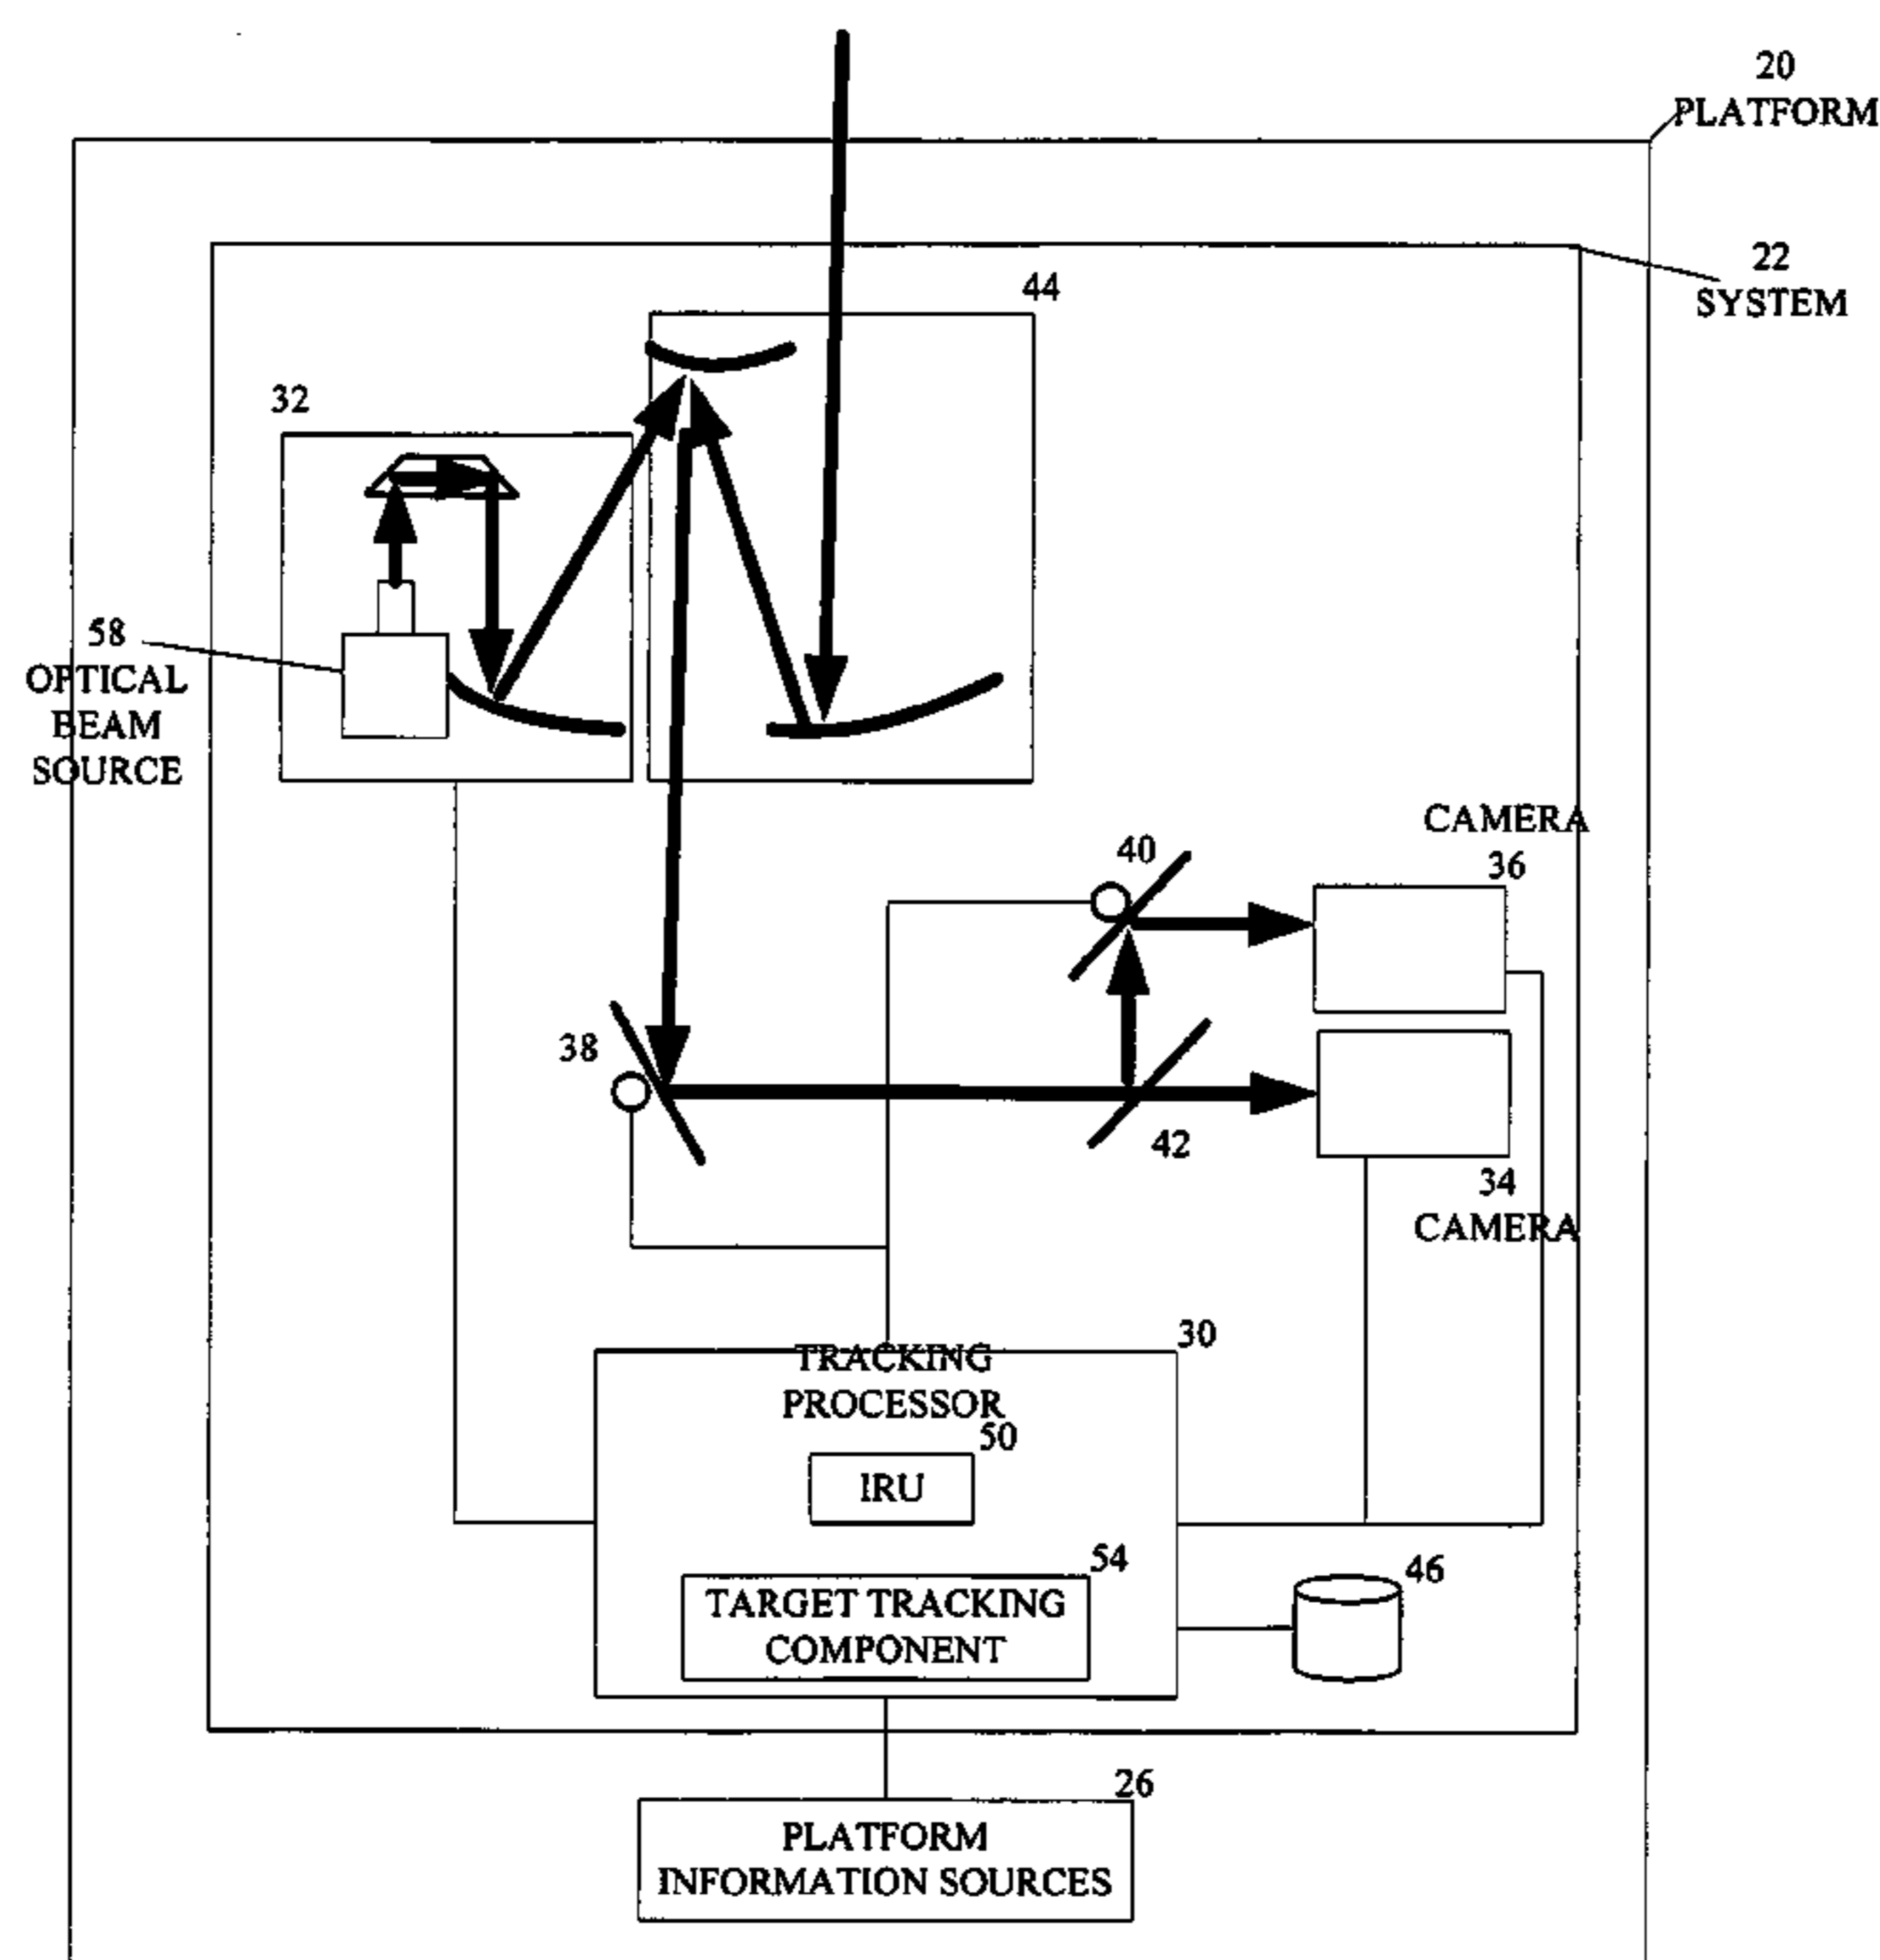 20
PLATFORM
22
SYSTEM
44
32
58
OPTICAL
BEAM
SOURCE
CAMERA
36
40
38
42
34
CAMERA
30
TRACKING
PROCESSOR
50
IRU
54
TARGET TRACKING
COMPONENT
46
26
PLATFORM
INFORMATION SOURCES